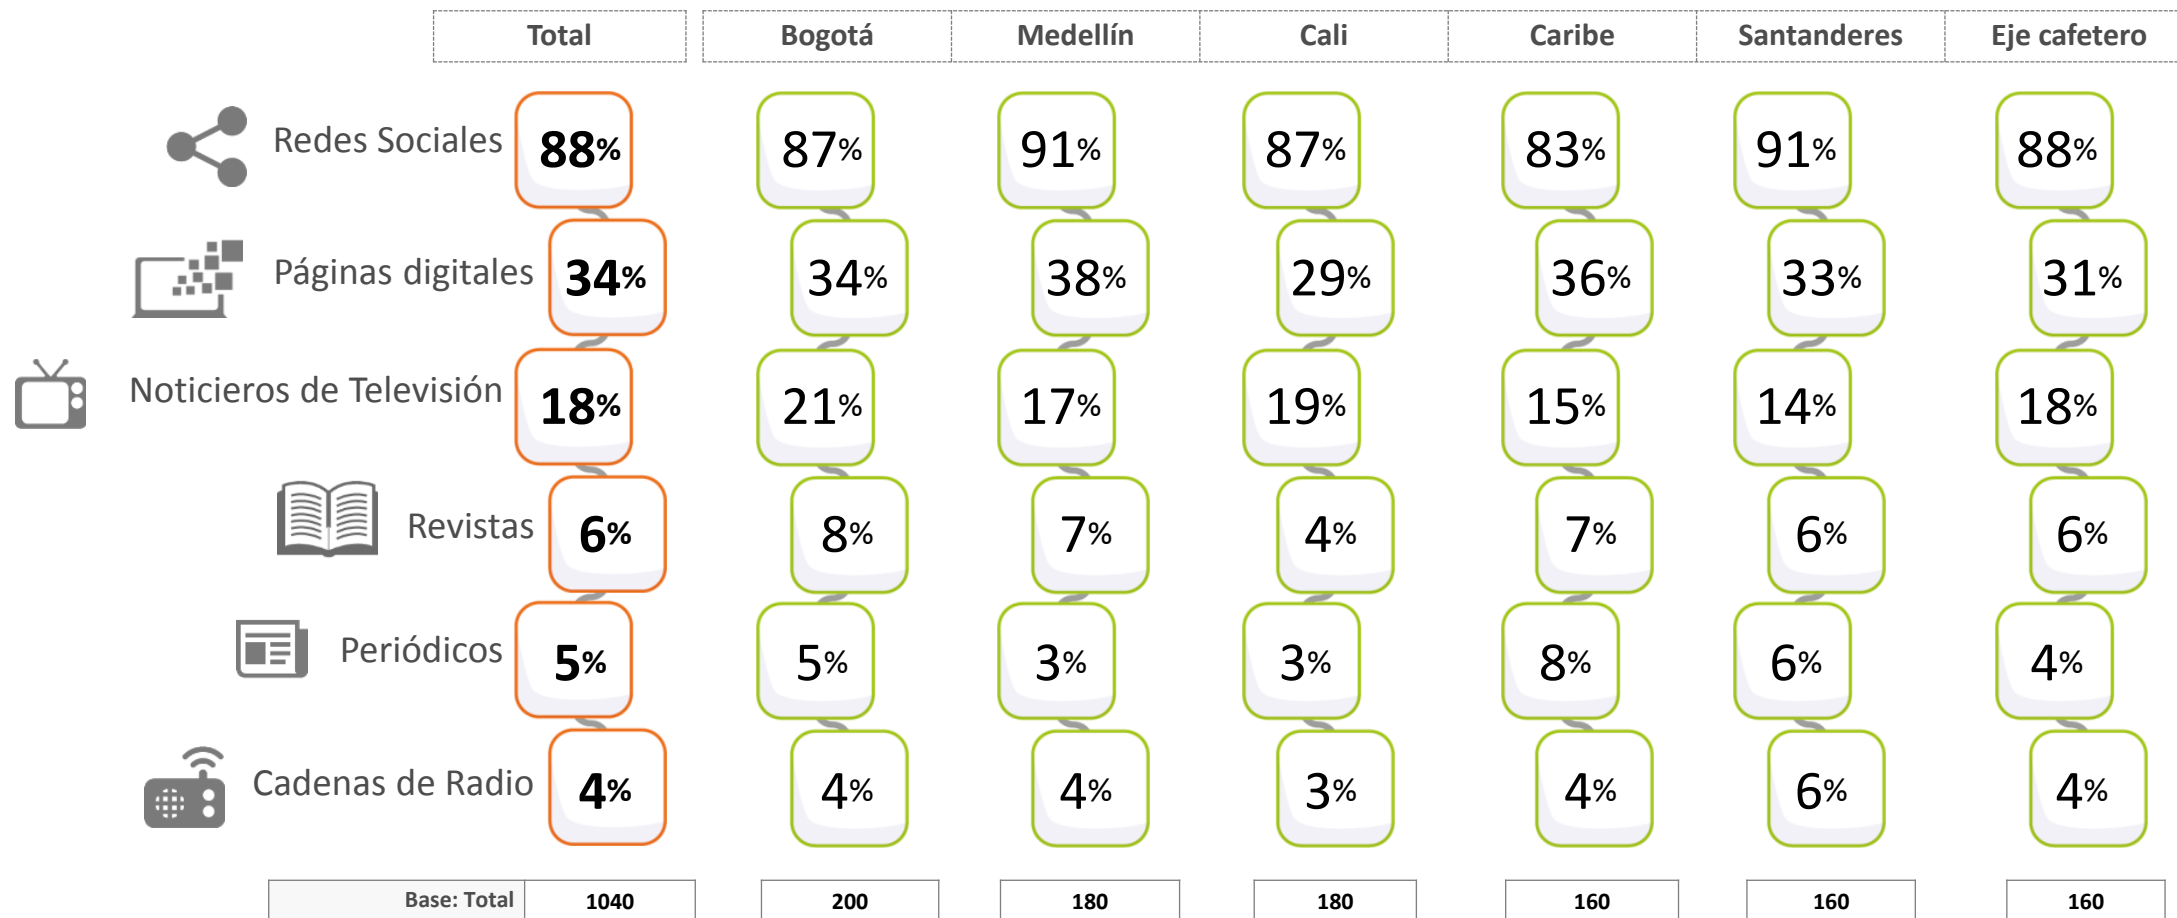 Total Bogotá Medellín Cali Caribe Santanderes Eje cafetero
Redes Sociales 88% 87% 91% 87% 83% 91% 88%
Páginas digitales 34% 34% 38% 29% 36% 33% 31%
Noticieros de Televisión 18% 21% 17% 19% 15% 14% 18%
Revistas 6% 8% 7% 4% 7% 6% 6%
Periódicos 5% 5% 3% 3% 8% 6% 4%
Cadenas de Radio 4% 4% 4% 3% 4% 6% 4%
Base: Total 1040 200 180 180 160 160 160